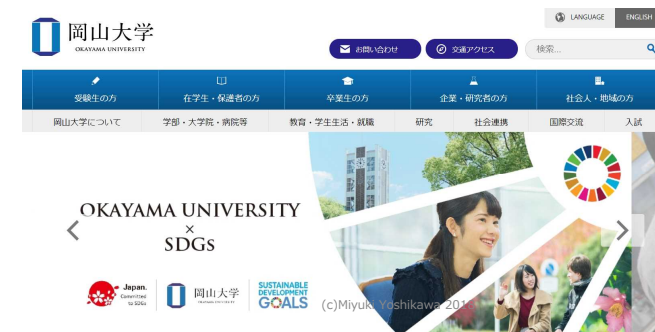 LANGUAGE ENGLISH
岡山大学
OKAYAMA UNIVERSITY
お問い合わせ 交通アクセス 検索...
受験生の方 在学生・保護者の方 卒業生の方 企業・研究者の方 社会人・地域の方
岡山大学について 学部・大学院・病院等 教育・学生生活・就職 研究 社会連携 国際交流 入試
OKAYAMA UNIVERSITY
×
SDGs
Japan.
Committed
to SDGs
岡山大学
OKAYAMA UNIVERSITY
SUSTAINABLE
DEVELOPMENT
GOALS
(c)Miyuki Yoshikawa